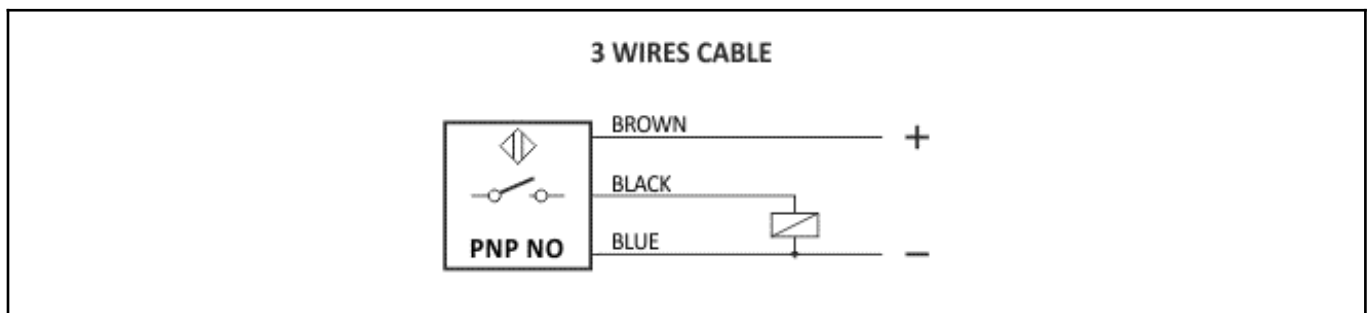 3 WIRES CABLE
BROWN
+
BLACK
PNP NO
BLUE
−